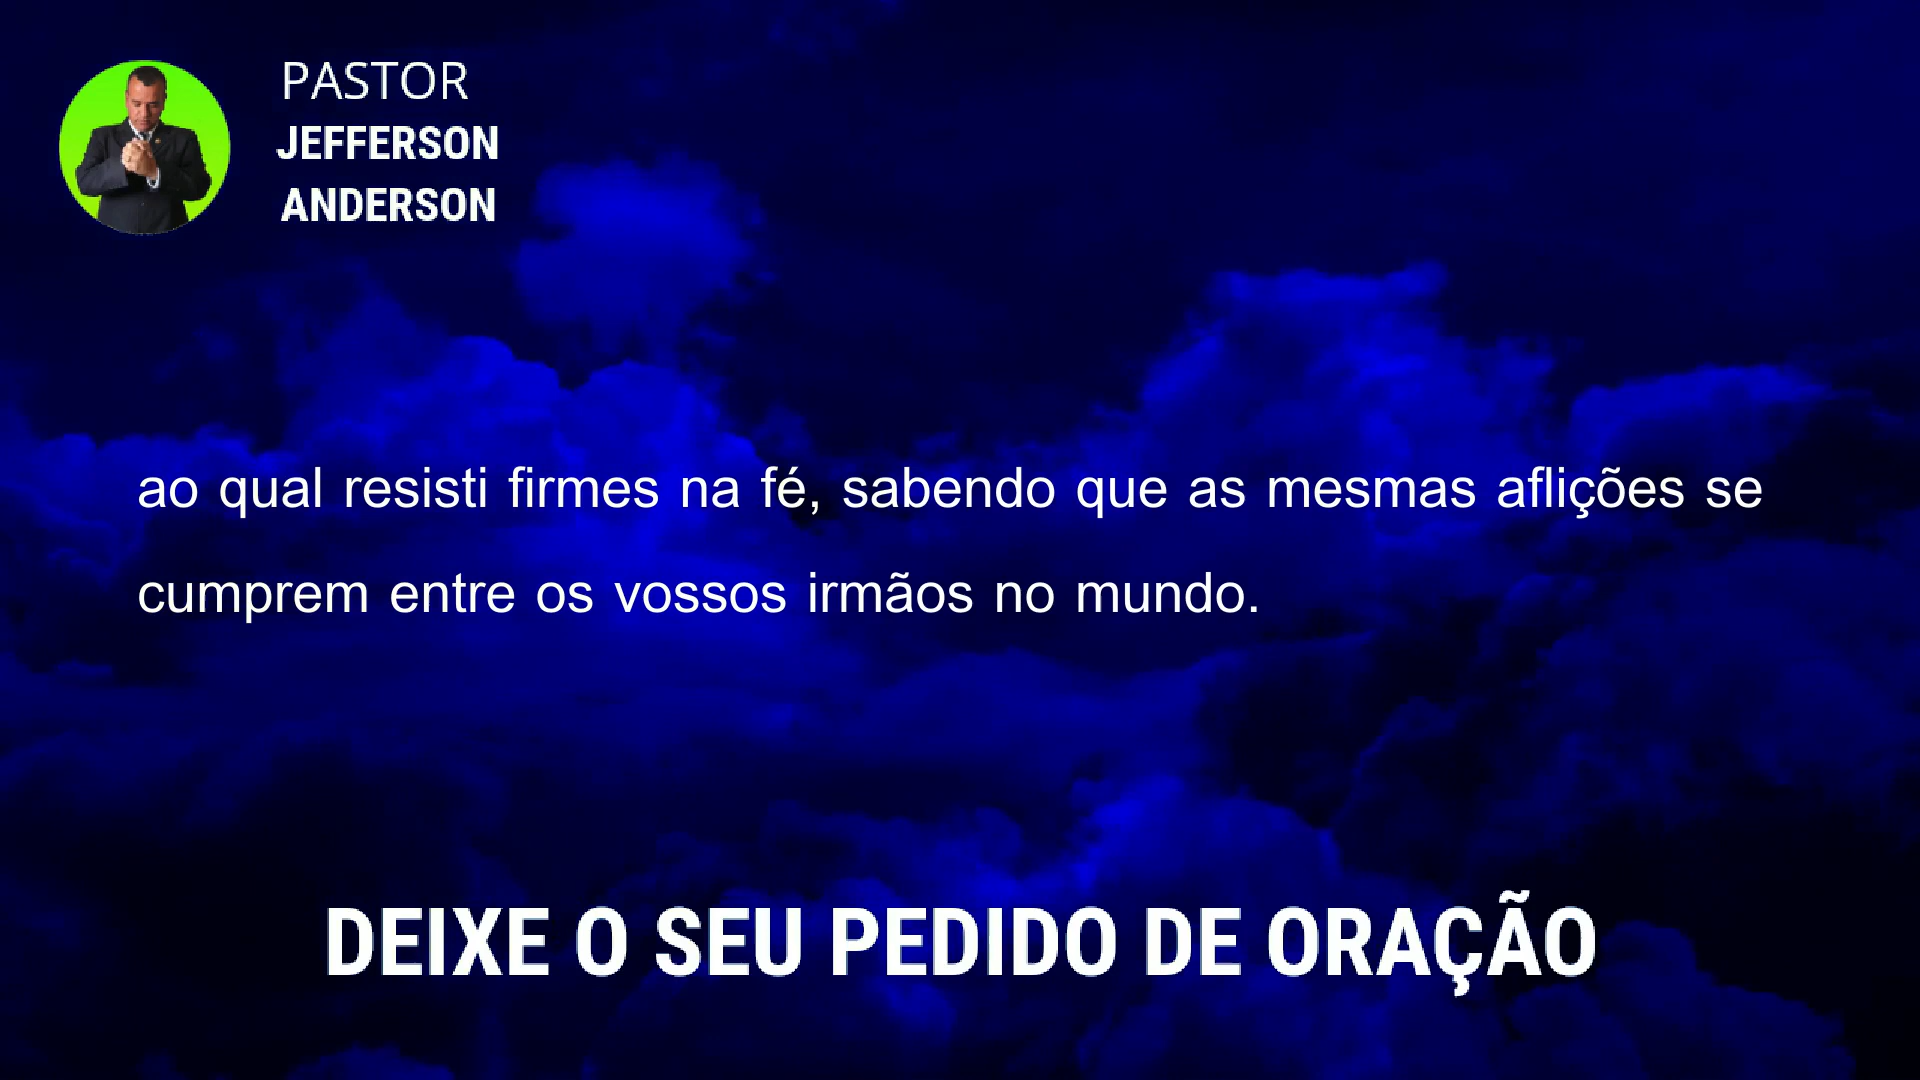 PASTOR
JEFFERSON
ANDERSON
ao qual resisti firmes na fé, sabendo que as mesmas aflições se
cumprem entre os vossos irmãos no mundo.
DEIXE O SEU PEDIDO DE ORAÇÃO